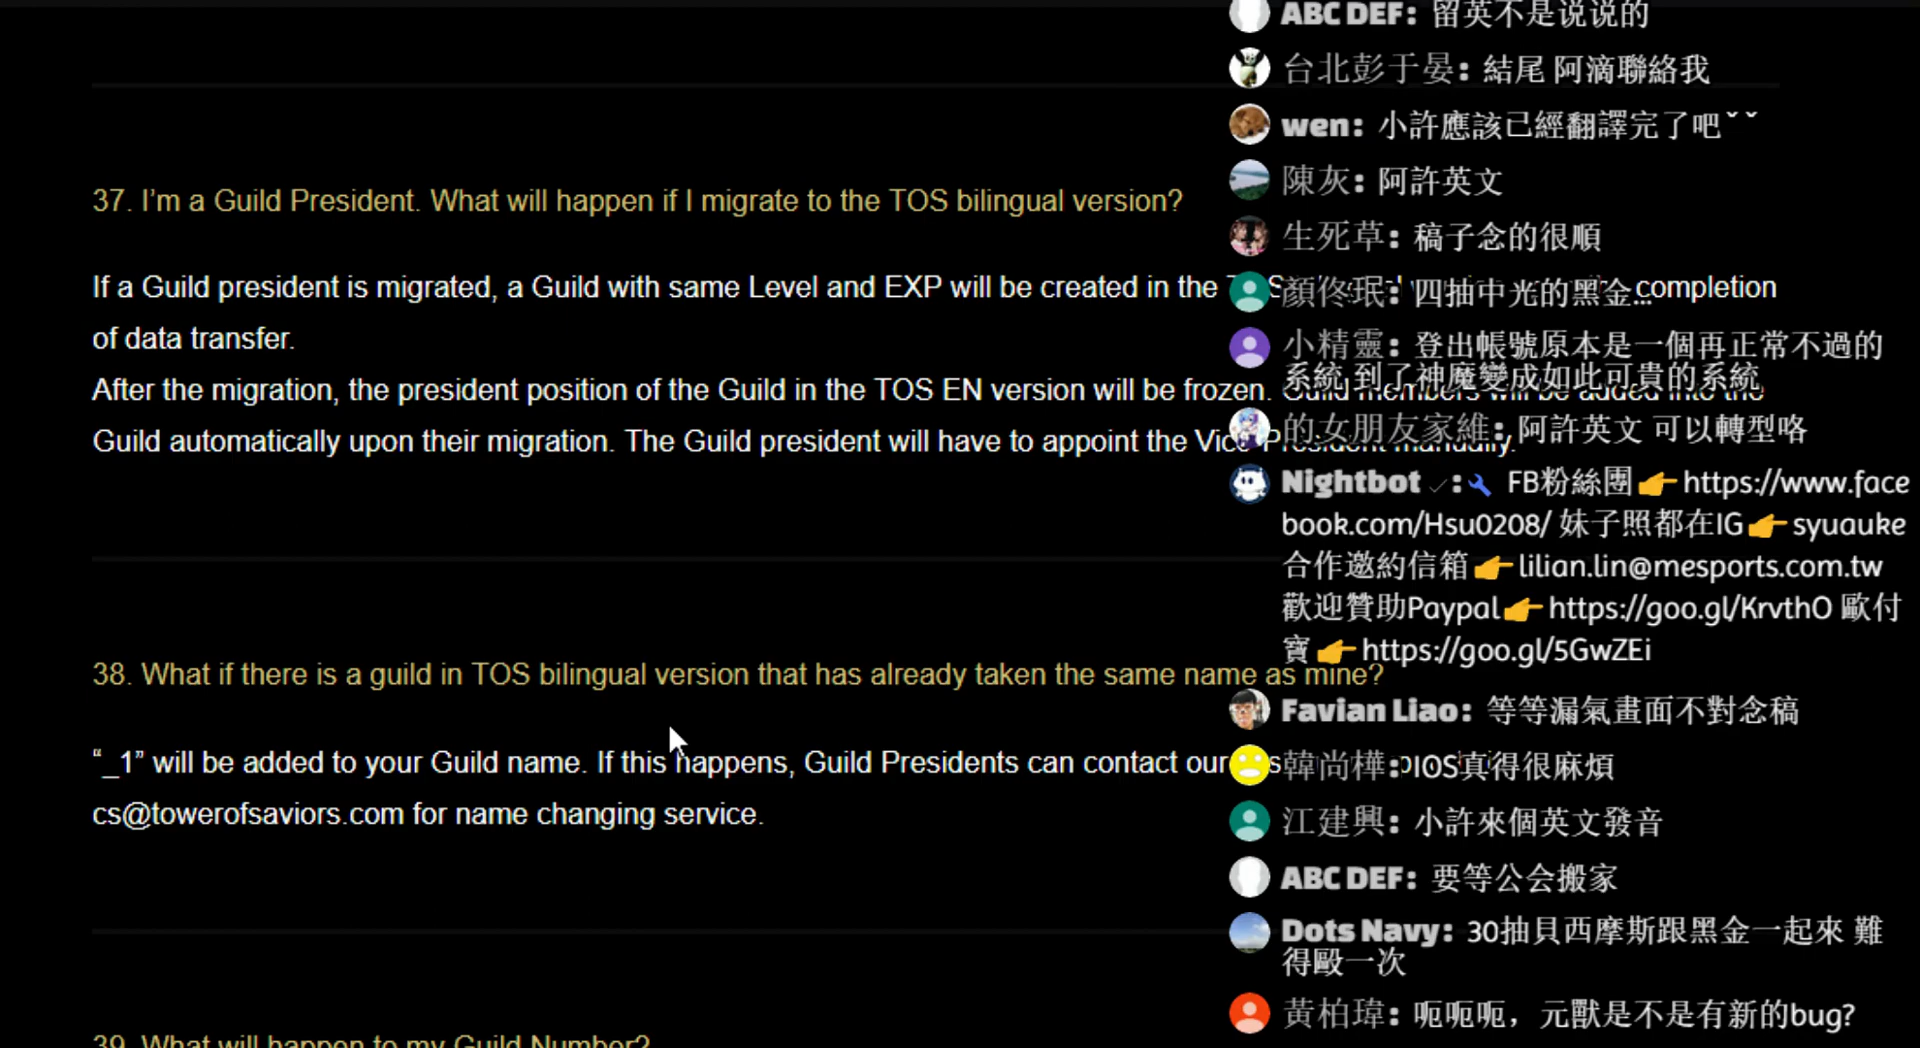 37. I'm a Guild President. What will happen if I migrate to the TOS bilingual version?
If a Guild president is migrated, a Guild with same Level and EXP will be created in the completion
of data transfer.
After the migration, the president position of the Guild in the TOS EN version will be frozen. Guild members will be added into the
Guild automatically upon their migration. The Guild president will have to appoint the Vice President manually.
38. What if there is a guild in TOS bilingual version that has already taken the same name as mine?
“_1” will be added to your Guild name. If this happens, Guild Presidents can contact our
cs@towerofsaviors.com for name changing service.
39. What will happen to my Guild Number?
ABC DEF: 留英不是说说的
台北彭于晏: 結尾 阿滴聯絡我
wen: 小許應該已經翻譯完了吧ˇˇ
陳灰: 阿許英文
生死草: 稿子念的很順
顏佟珉: 四抽中光的黑金...
小精靈: 登出帳號原本是一個再正常不過的
系統 到了神魔變成如此可貴的系統
的女朋友家維: 阿許英文 可以轉型咯
Nightbot ✓:🔧 FB粉絲團👉https://www.face
book.com/Hsu0208/ 妹子照都在IG👉syuauke
合作邀約信箱👉lilian.lin@mesports.com.tw
歡迎贊助Paypal👉https://goo.gl/KrvthO 歐付
寶👉https://goo.gl/5GwZEi
Favian Liao: 等等漏氣畫面不對念稿
韓尚樺: IOS真得很麻煩
江建興: 小許來個英文發音
ABC DEF: 要等公会搬家
Dots Navy: 30抽貝西摩斯跟黑金一起來 難
得毆一次
黃柏瑋: 呃呃呃，元獸是不是有新的bug?